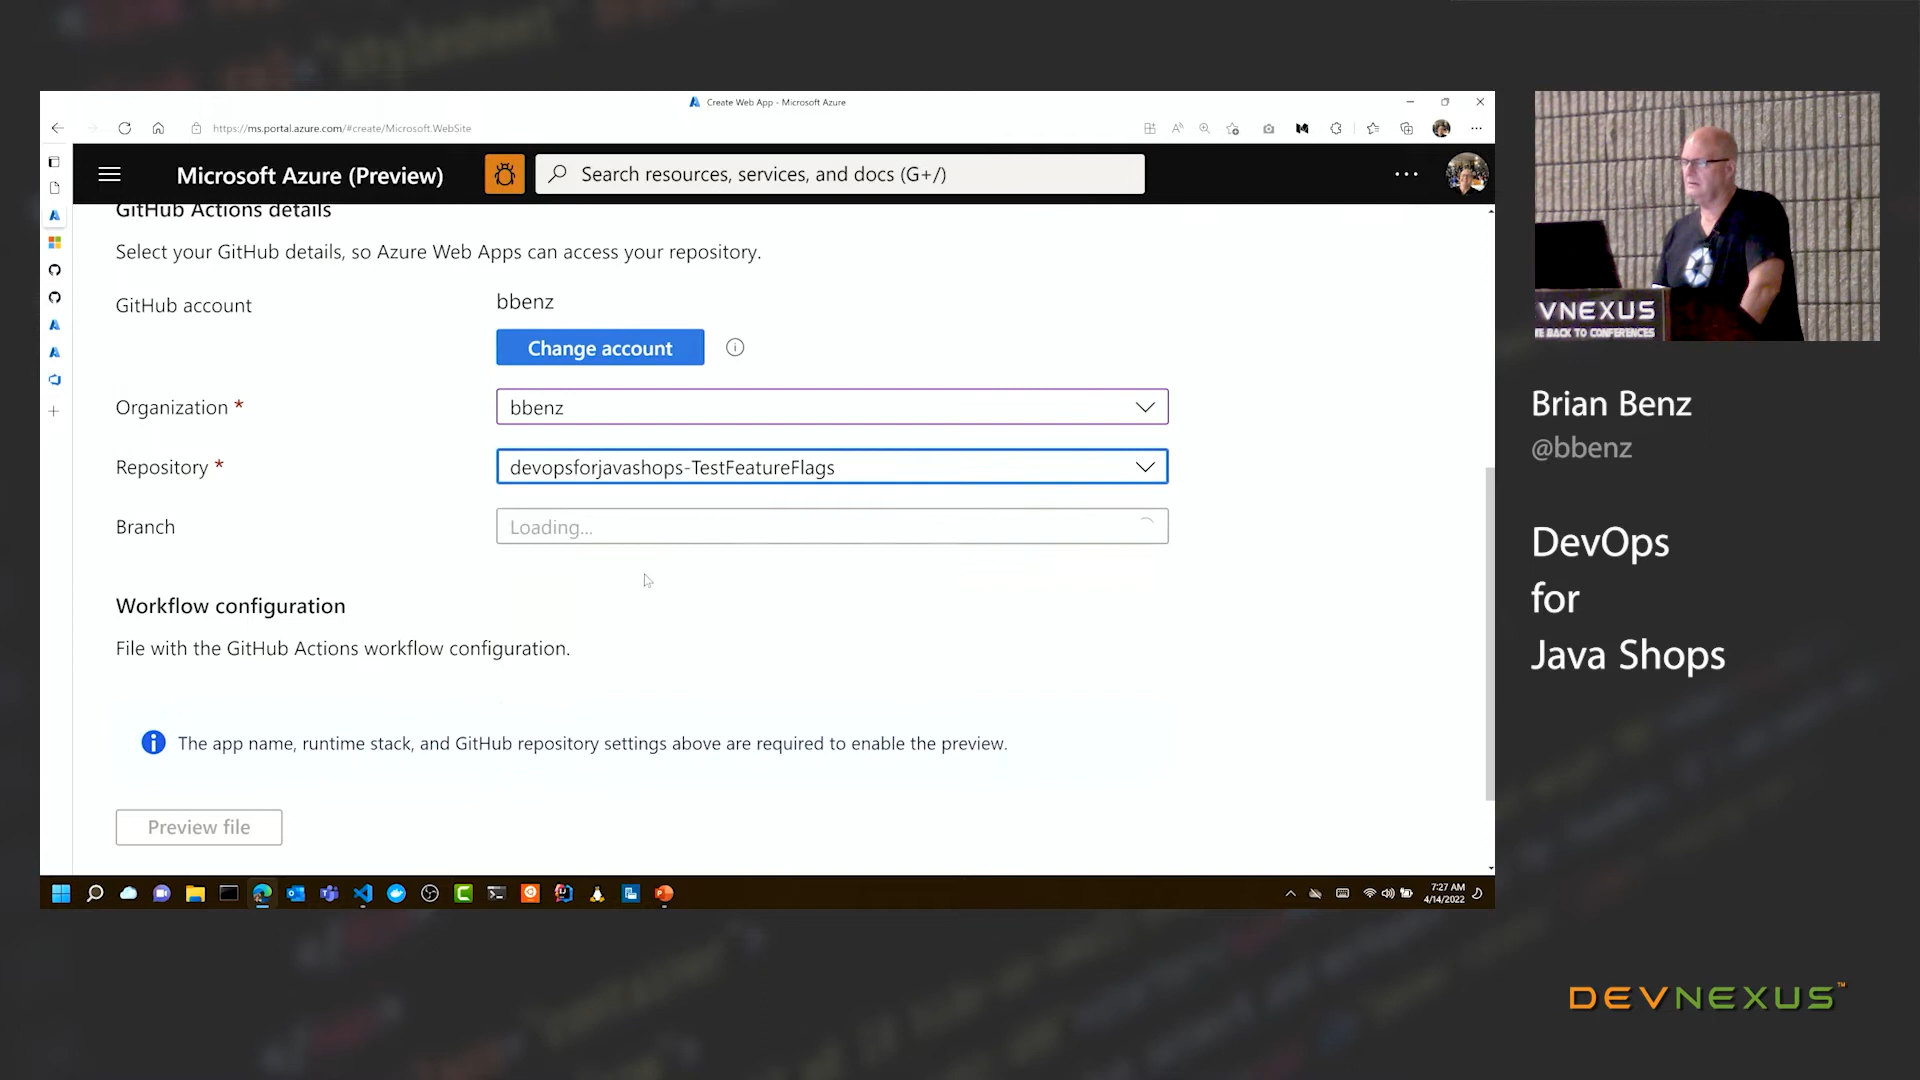 Create Web App - Microsoft Azure
https://ms.portal.azure.com/#create/Microsoft.WebSite
Microsoft Azure (Preview)
Search resources, services, and docs (G+/)
GitHub Actions details
Select your GitHub details, so Azure Web Apps can access your repository.
GitHub account
bbenz
Change account
Organization *
bbenz
Repository *
devopsforjavashops-TestFeatureFlags
Branch
Loading...
Workflow configuration
File with the GitHub Actions workflow configuration.
The app name, runtime stack, and GitHub repository settings above are required to enable the preview.
Preview file
7:27 AM
4/14/2022
VNEXUS
E BACK TO CONFERENCES
Brian Benz
@bbenz
DevOps
for
Java Shops
DEVNEXUS™